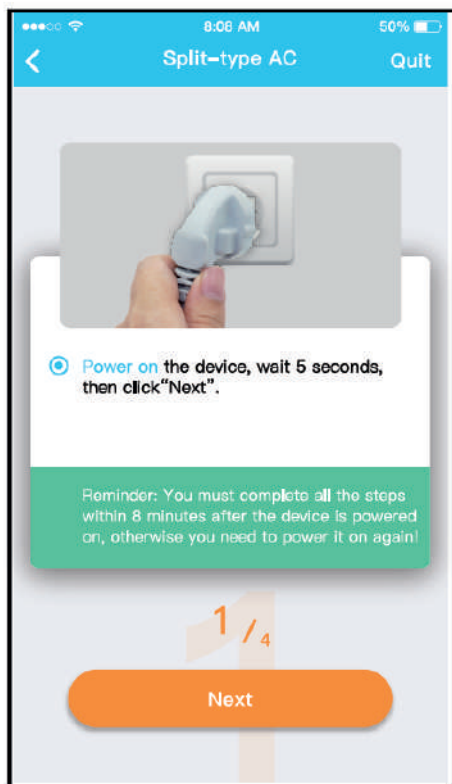 8:08 AM 50%
Split-type AC Quit
Power on the device, wait 5 seconds,
then click“Next”.
Reminder: You must complete all the steps
within 8 minutes after the device is powered
on, otherwise you need to power it on again!
1/4
Next